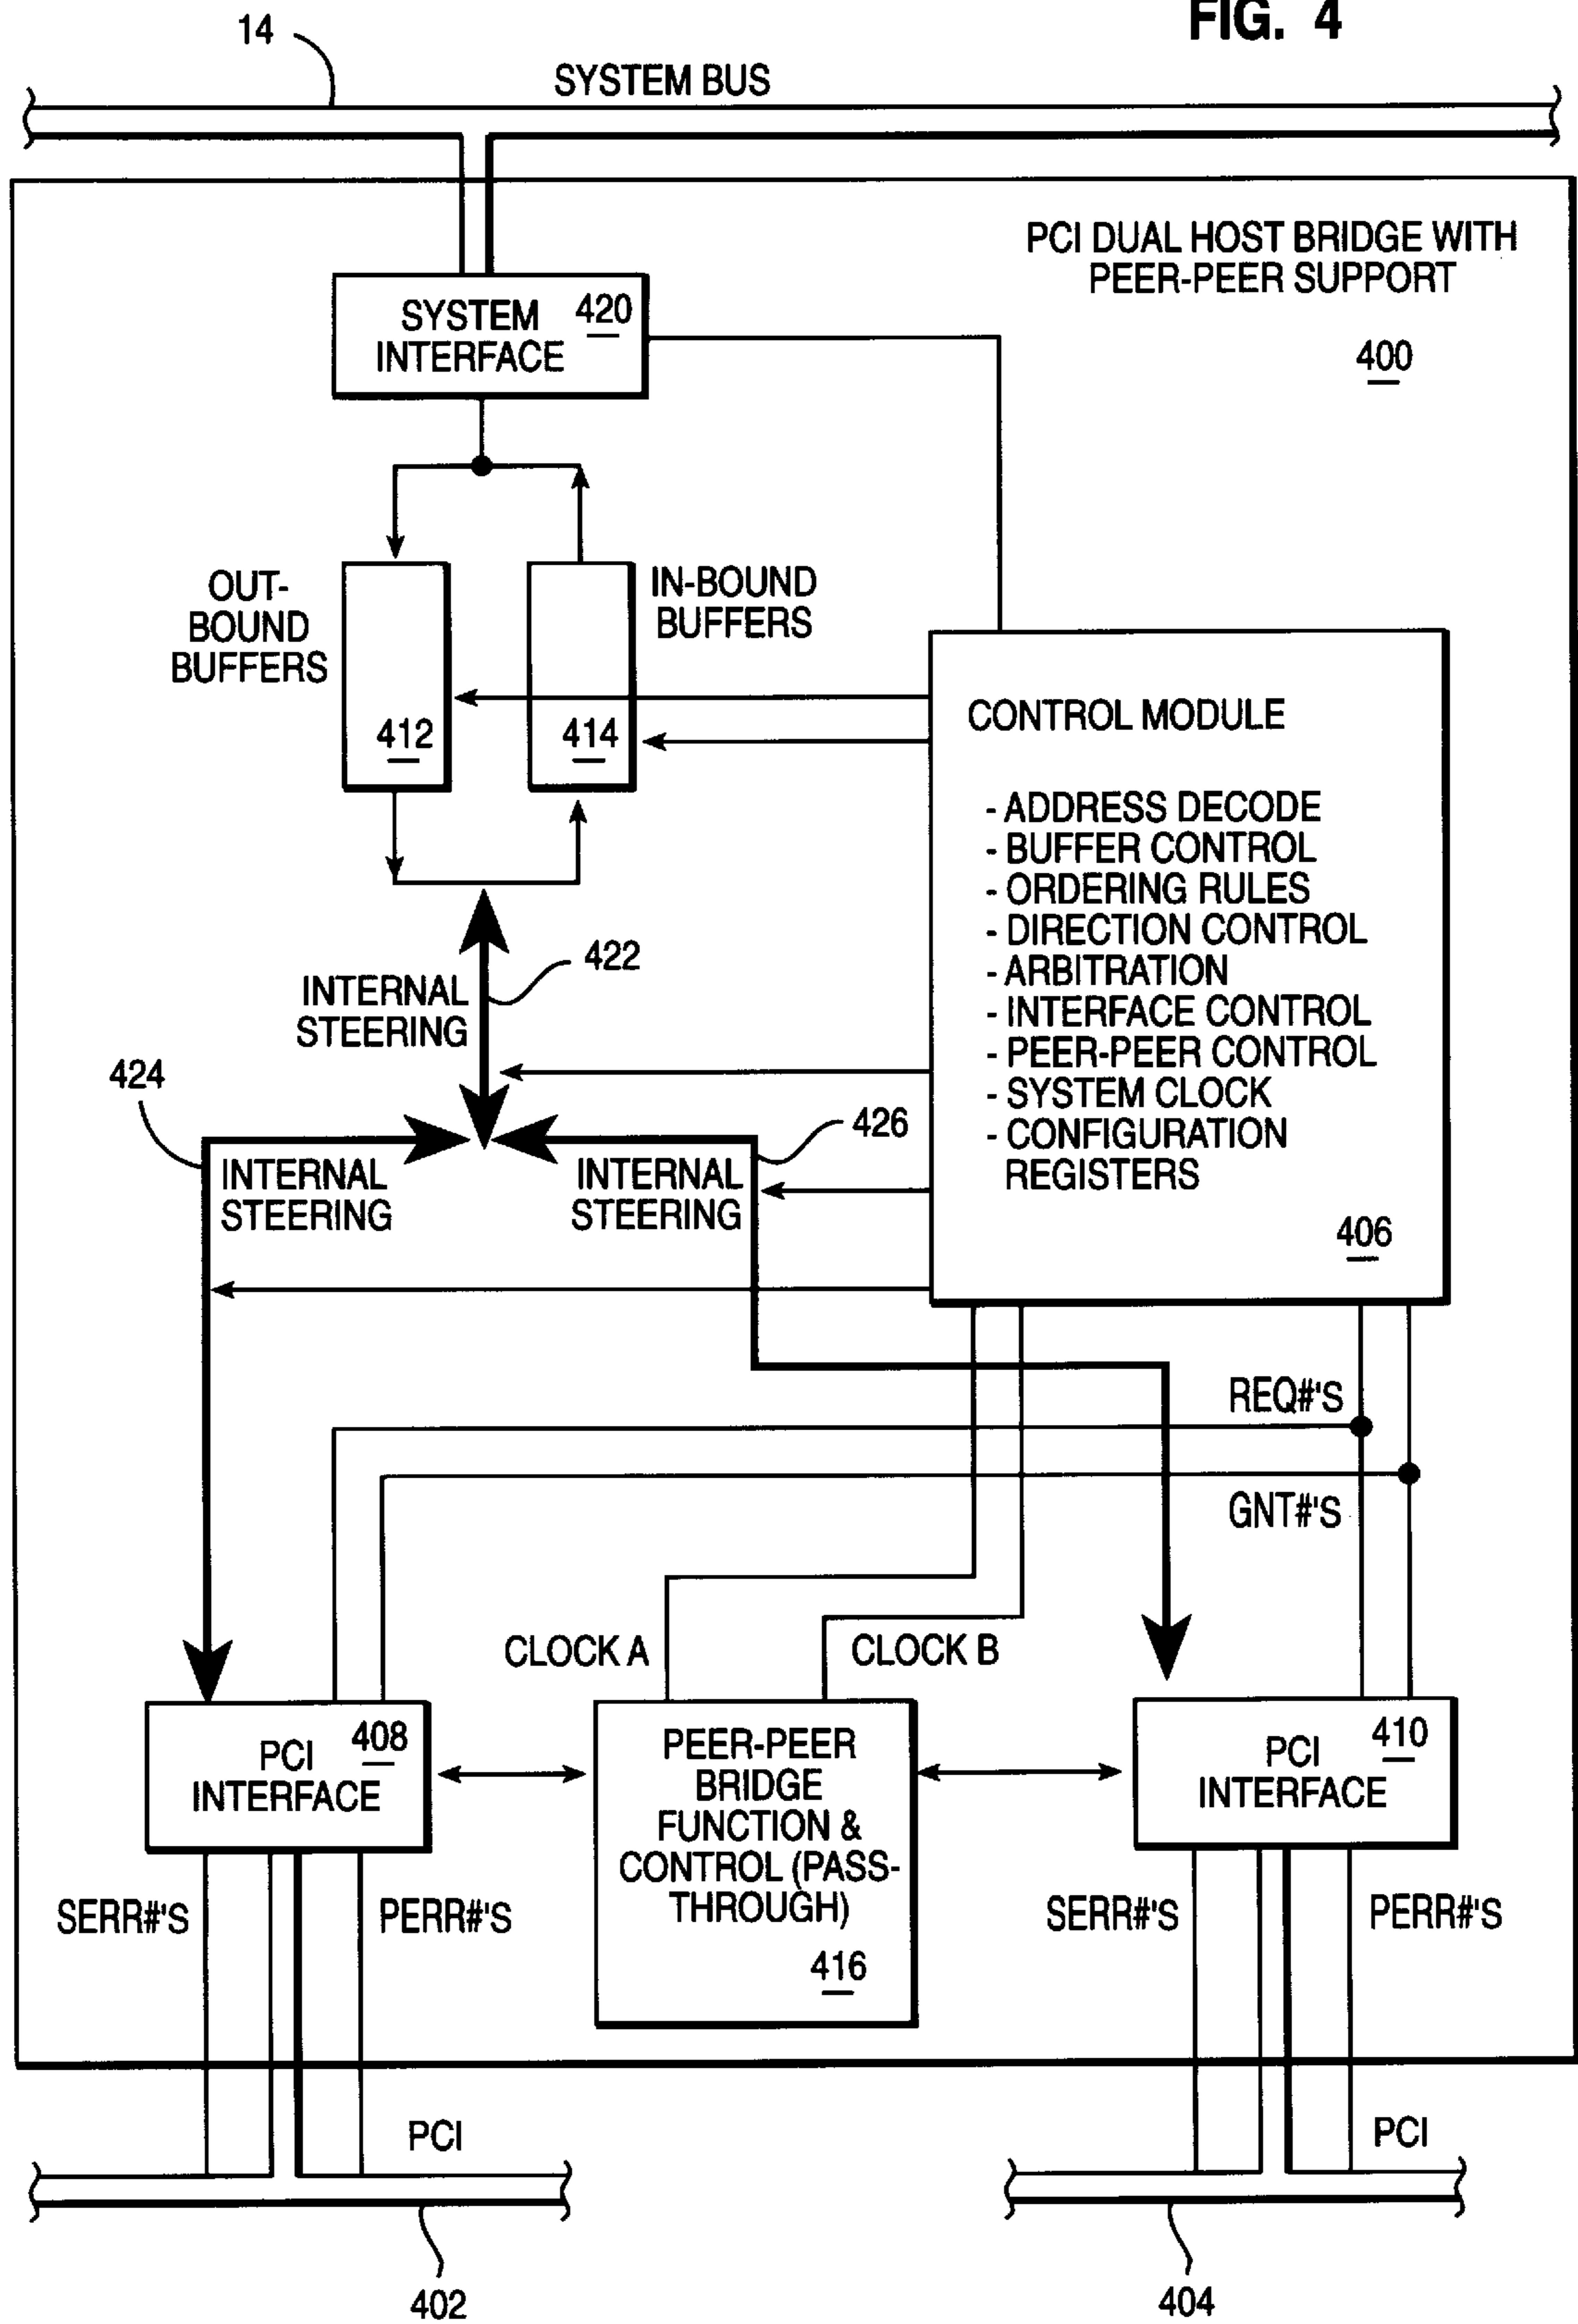 FIG. 4
14
SYSTEM BUS
PCI DUAL HOST BRIDGE WITH
PEER-PEER SUPPORT
400
SYSTEM
INTERFACE
420
OUT-
BOUND
BUFFERS
412
IN-BOUND
BUFFERS
414
CONTROL MODULE
- ADDRESS DECODE
- BUFFER CONTROL
- ORDERING RULES
- DIRECTION CONTROL
- ARBITRATION
- INTERFACE CONTROL
- PEER-PEER CONTROL
- SYSTEM CLOCK
- CONFIGURATION
REGISTERS
406
INTERNAL
STEERING
422
424
INTERNAL
STEERING
426
INTERNAL
STEERING
REQ#'S
GNT#'S
CLOCK A
CLOCK B
PCI
INTERFACE
408
PEER-PEER
BRIDGE
FUNCTION &
CONTROL (PASS-
THROUGH)
416
PCI
INTERFACE
410
SERR#'S
PERR#'S
SERR#'S
PERR#'S
PCI
PCI
402
404